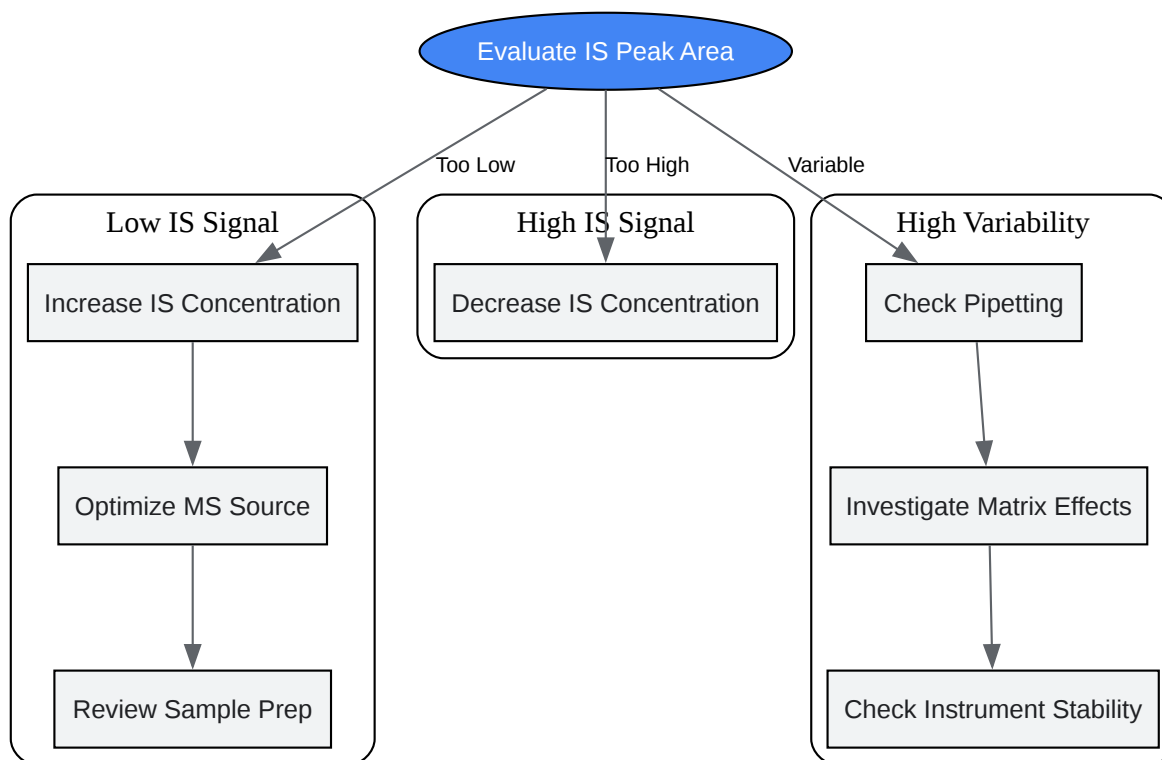 Evaluate IS Peak Area
Too Low
Too High
Variable
Low IS Signal
High IS Signal
High Variability
Increase IS Concentration
Decrease IS Concentration
Check Pipetting
Optimize MS Source
Investigate Matrix Effects
Review Sample Prep
Check Instrument Stability